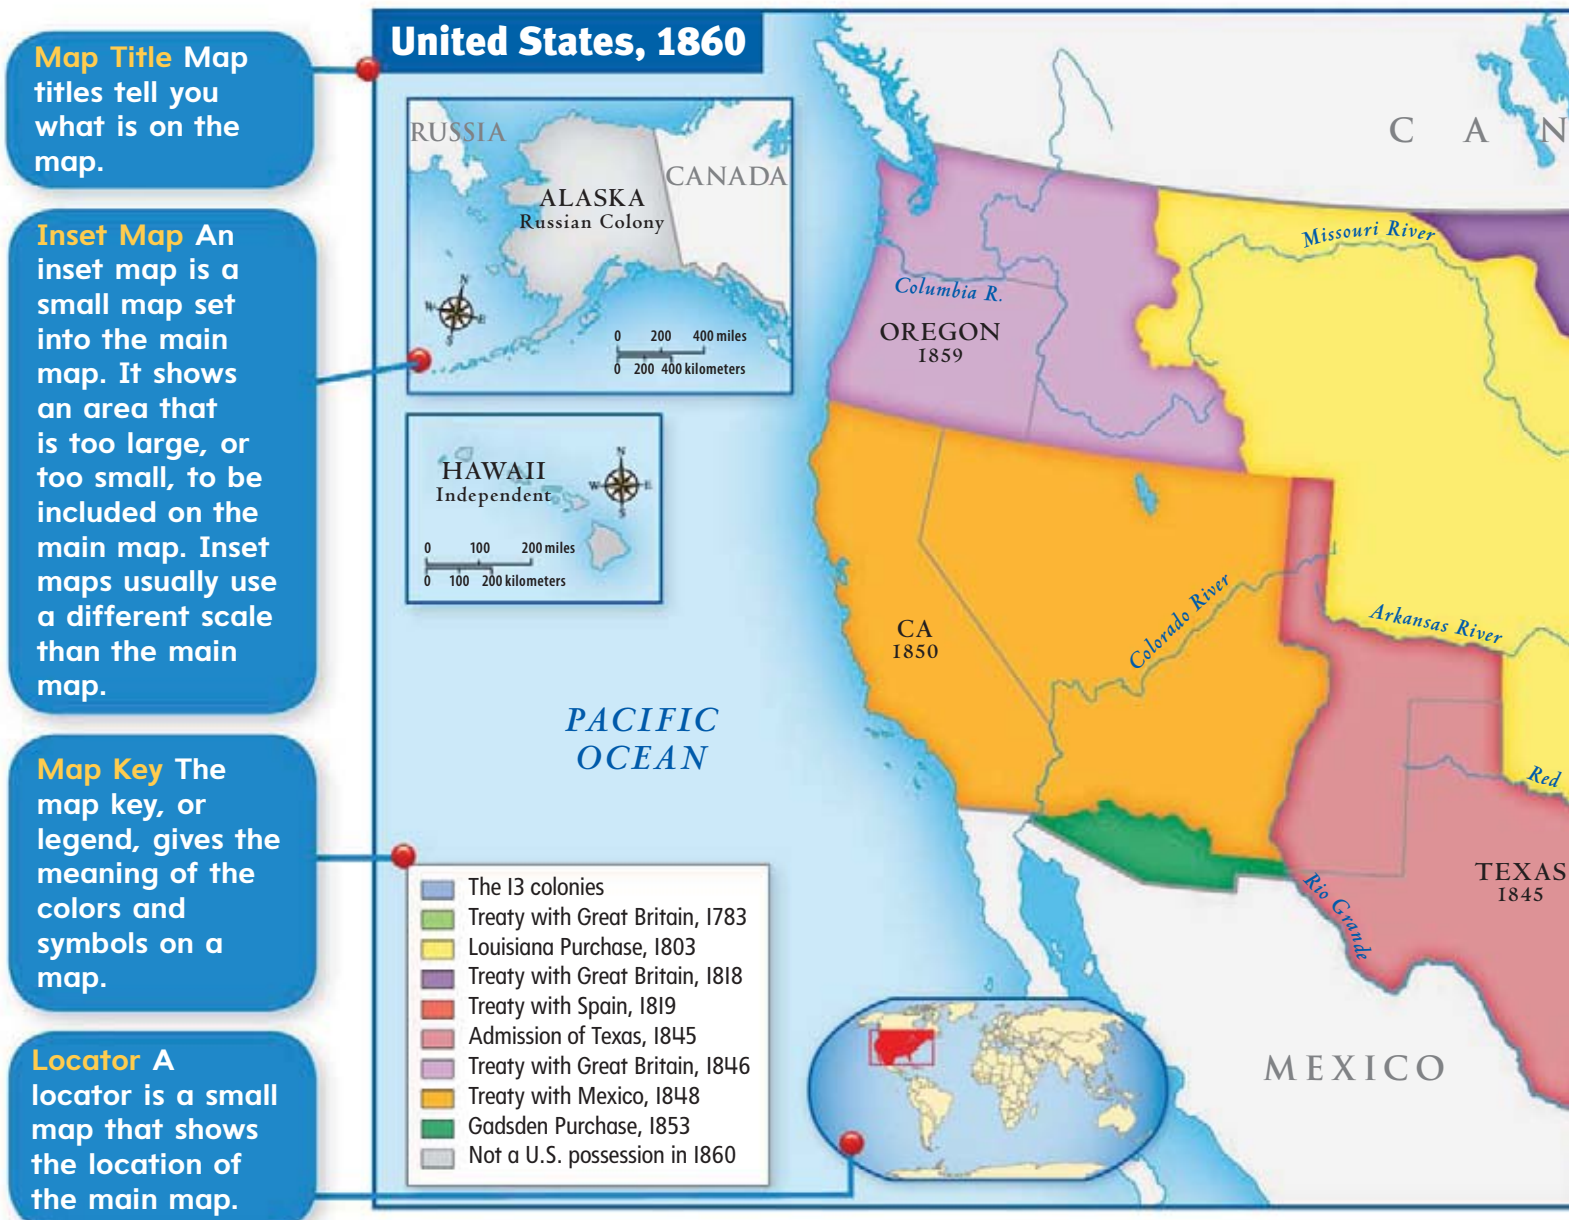 Map Title Map
titles tell you
what is on the
map.
Inset Map An
inset map is a
small map set
into the main
map. It shows
an area that
is too large, or
too small, to be
included on the
main map. Inset
maps usually use
a different scale
than the main
map.
Map Key The
map key, or
legend, gives the
meaning of the
colors and
symbols on a
map.
Locator A
locator is a small
map that shows
the location of
the main map.
United States, 1860
RUSSIA
CANADA
ALASKA
Russian Colony
N
W E
S
0 200 400 miles
0 200 400 kilometers
HAWAII
Independent
N
W E
S
0 100 200 miles
0 100 200 kilometers
PACIFIC
OCEAN
The 13 colonies
Treaty with Great Britain, 1783
Louisiana Purchase, 1803
Treaty with Great Britain, 1818
Treaty with Spain, 1819
Admission of Texas, 1845
Treaty with Great Britain, 1846
Treaty with Mexico, 1848
Gadsden Purchase, 1853
Not a U.S. possession in 1860
C A N
Missouri River
Columbia R.
OREGON
1859
CA
1850
Colorado River
Arkansas River
Red
TEXAS
1845
Rio Grande
MEXICO